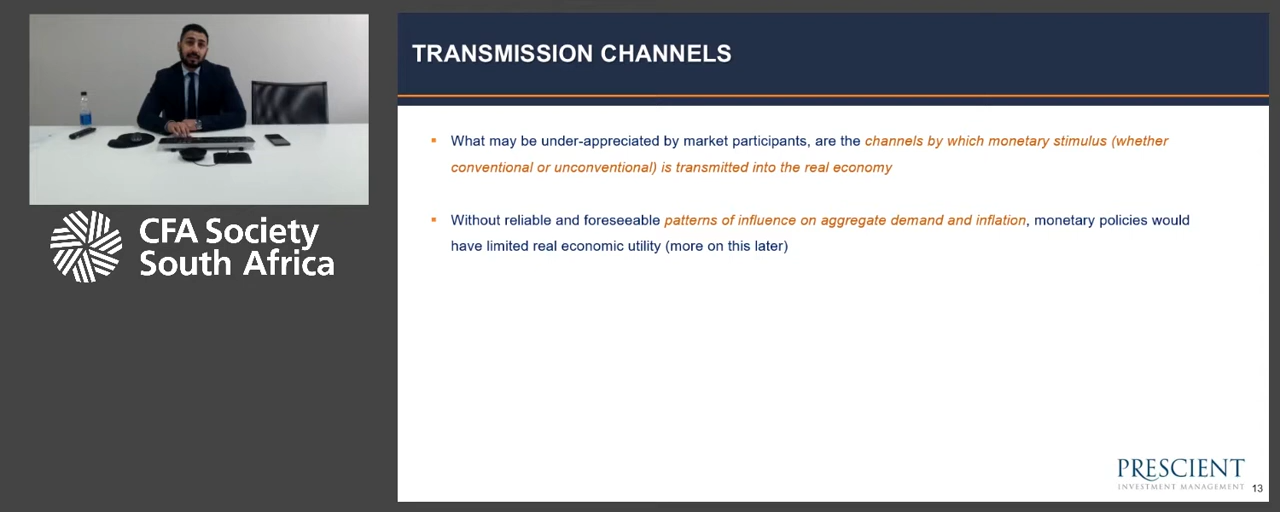 CFA Society
South Africa
TRANSMISSION CHANNELS
▪ What may be under-appreciated by market participants, are the channels by which monetary stimulus (whether
conventional or unconventional) is transmitted into the real economy
▪ Without reliable and foreseeable patterns of influence on aggregate demand and inflation, monetary policies would
have limited real economic utility (more on this later)
PRESCIENT
INVESTMENT MANAGEMENT
13